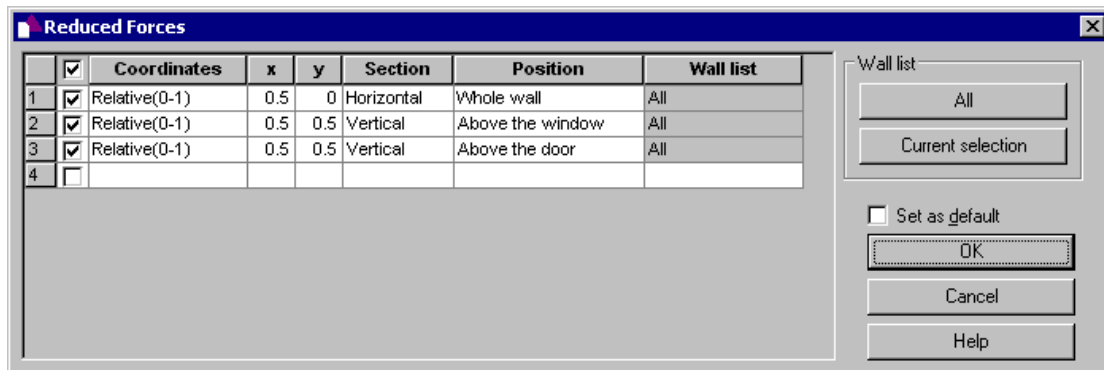 Reduced Forces
Coordinates x y Section Position Wall list
1 Relative(0-1) 0.5 0 Horizontal Whole wall All
2 Relative(0-1) 0.5 0.5 Vertical Above the window All
3 Relative(0-1) 0.5 0.5 Vertical Above the door All
4
Wall list
All
Current selection
Set as default
OK
Cancel
Help